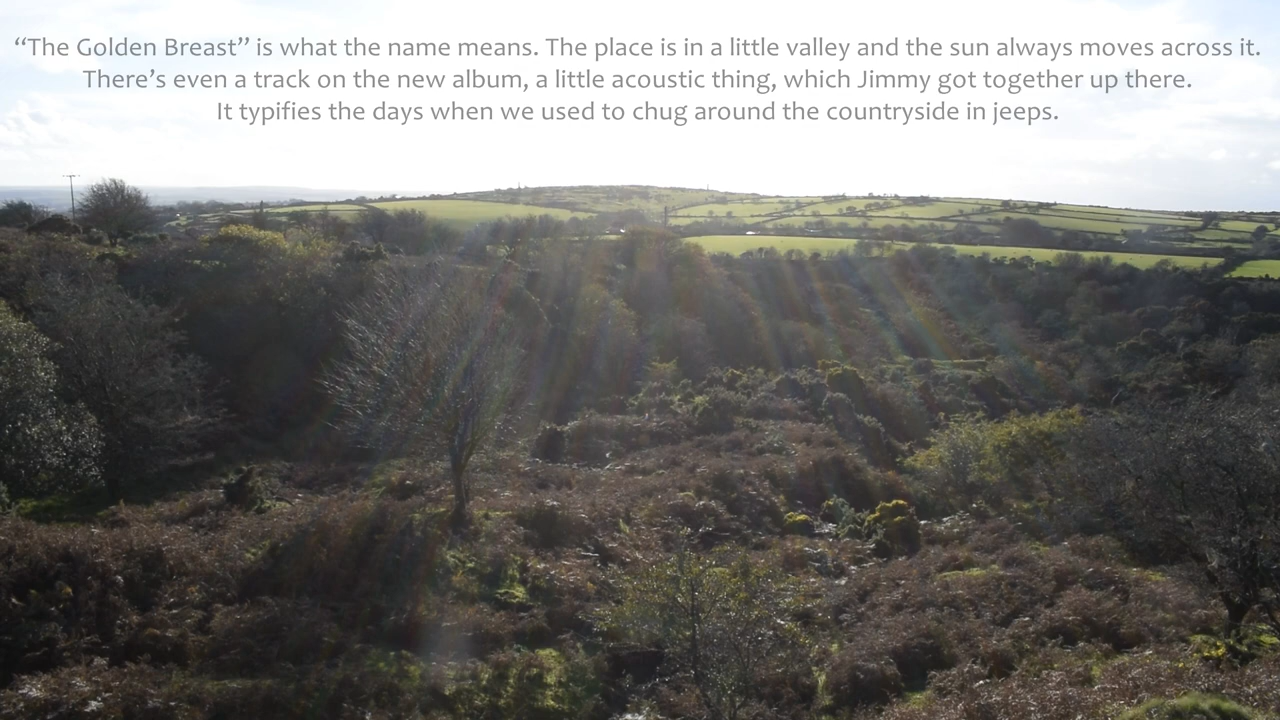 “The Golden Breast” is what the name means. The place is in a little valley and the sun always moves across it.
There’s even a track on the new album, a little acoustic thing, which Jimmy got together up there.
It typifies the days when we used to chug around the countryside in jeeps.